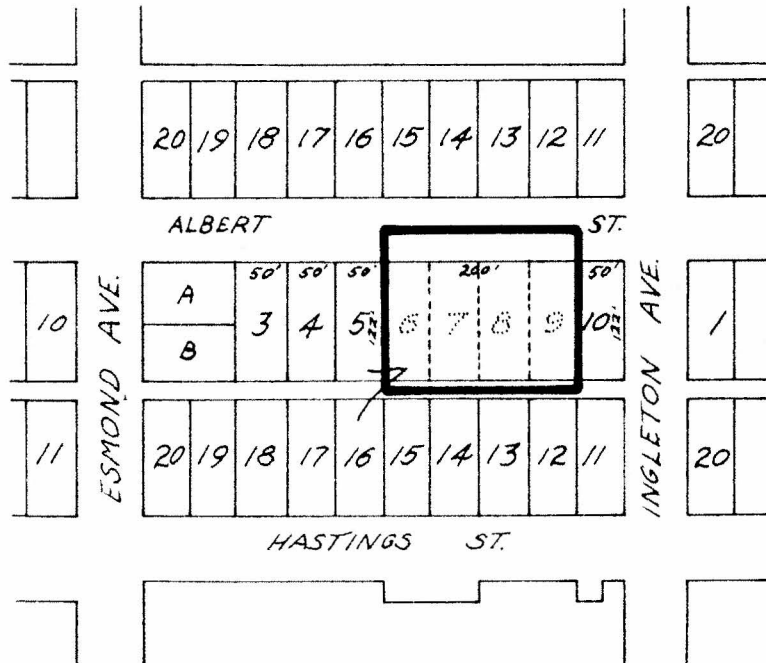 20 19 18 17 16 15 14 13 12 11 20
ALBERT ST.
50' 50' 50' 200' 50'
A
10 3 4 5 122' 6 7 8 9 10 122' 1
B
ESMOND AVE.
INGLETON AVE.
11 20 19 18 17 16 15 14 13 12 11 20
HASTINGS ST.